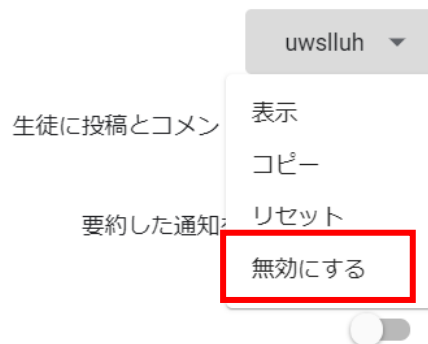 uwslluh
表示
生徒に投稿とコメン
コピー
リセット
要約した通知
無効にする